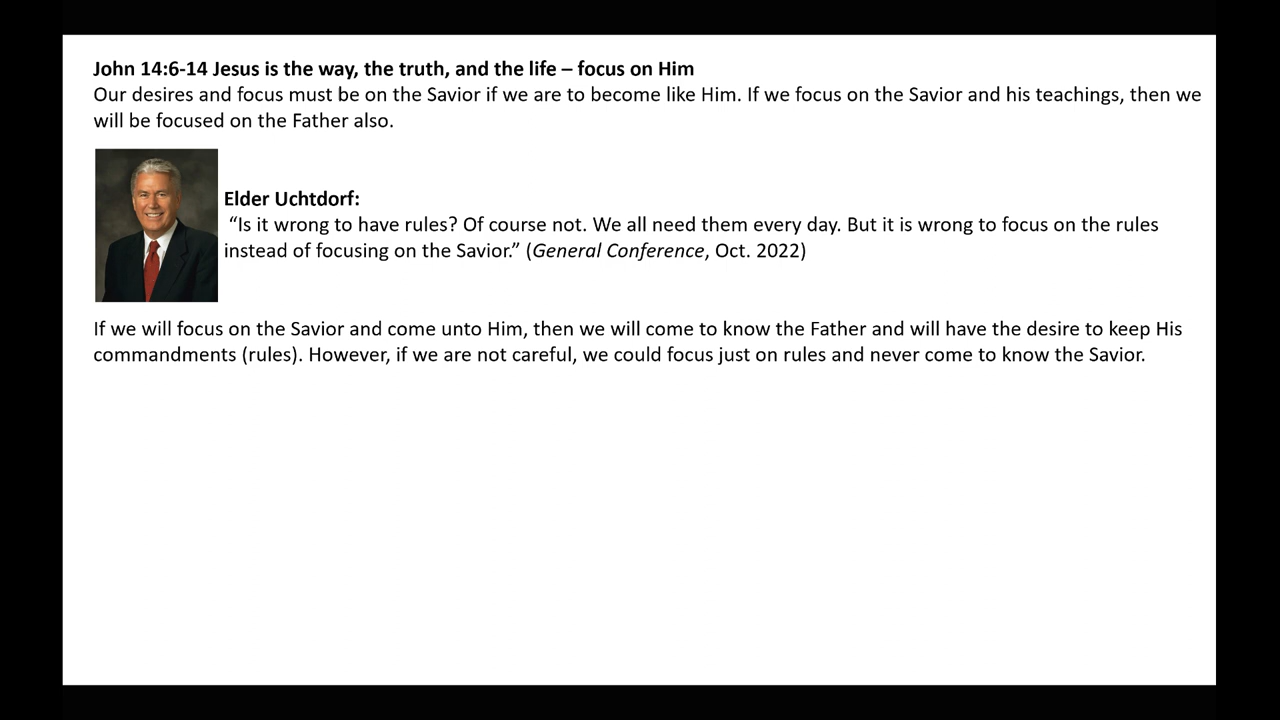 John 14:6-14 Jesus is the way, the truth, and the life – focus on Him
Our desires and focus must be on the Savior if we are to become like Him. If we focus on the Savior and his teachings, then we
will be focused on the Father also.
Elder Uchtdorf:
“Is it wrong to have rules? Of course not. We all need them every day. But it is wrong to focus on the rules
instead of focusing on the Savior.” (General Conference, Oct. 2022)
If we will focus on the Savior and come unto Him, then we will come to know the Father and will have the desire to keep His
commandments (rules). However, if we are not careful, we could focus just on rules and never come to know the Savior.